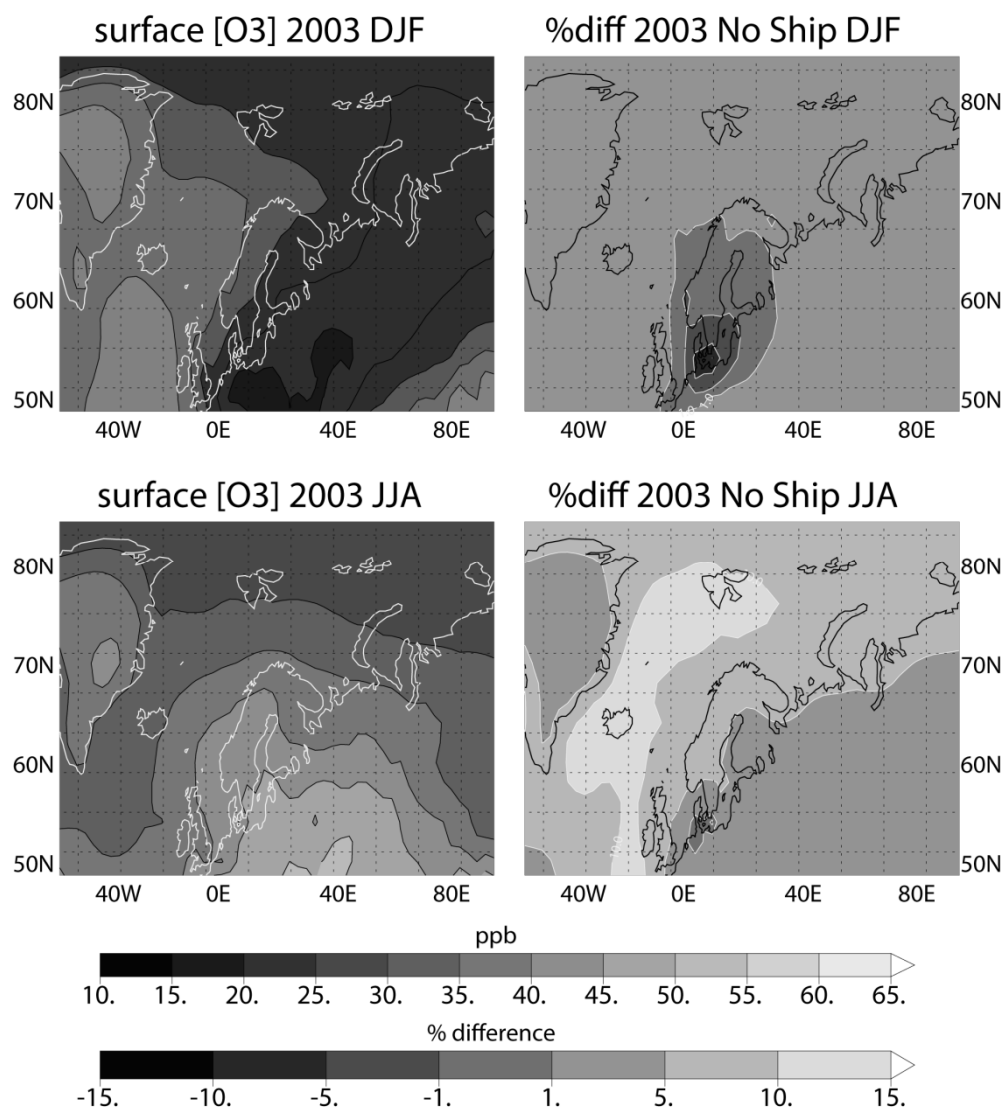 surface [O3] 2003 DJF
%diff 2003 No Ship DJF
80N
70N
60N
50N
80N
70N
60N
50N
40W 0E 40E 80E
40W 0E 40E 80E
surface [O3] 2003 JJA
%diff 2003 No Ship JJA
80N
70N
60N
50N
80N
70N
60N
50N
40W 0E 40E 80E
40W 0E 40E 80E
ppb
10. 15. 20. 25. 30. 35. 40. 45. 50. 55. 60. 65.
% difference
-15. -10. -5. -1. 1. 5. 10. 15.